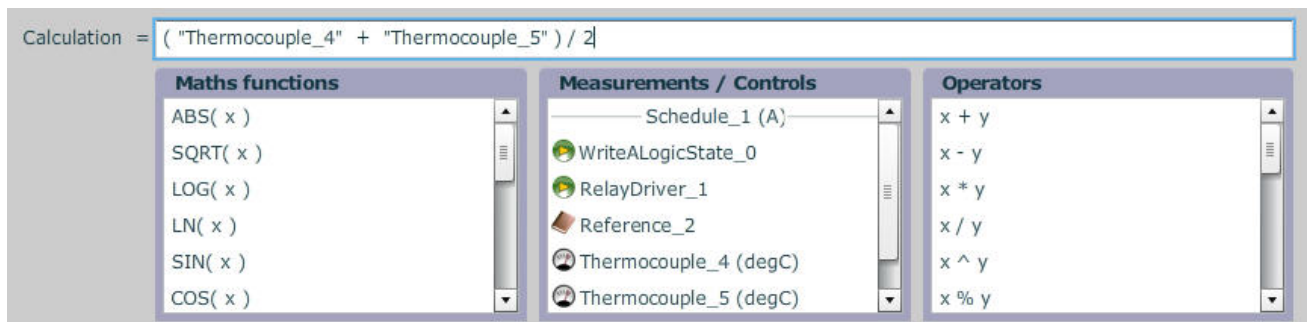 Calculation = ( "Thermocouple_4" + "Thermocouple_5" ) / 2
Maths functions
ABS( x )
SQRT( x )
LOG( x )
LN( x )
SIN( x )
COS( x )
Measurements / Controls
Schedule_1 (A)
WriteALogicState_0
RelayDriver_1
Reference_2
Thermocouple_4 (degC)
Thermocouple_5 (degC)
Operators
x + y
x - y
x * y
x / y
x ^ y
x % y